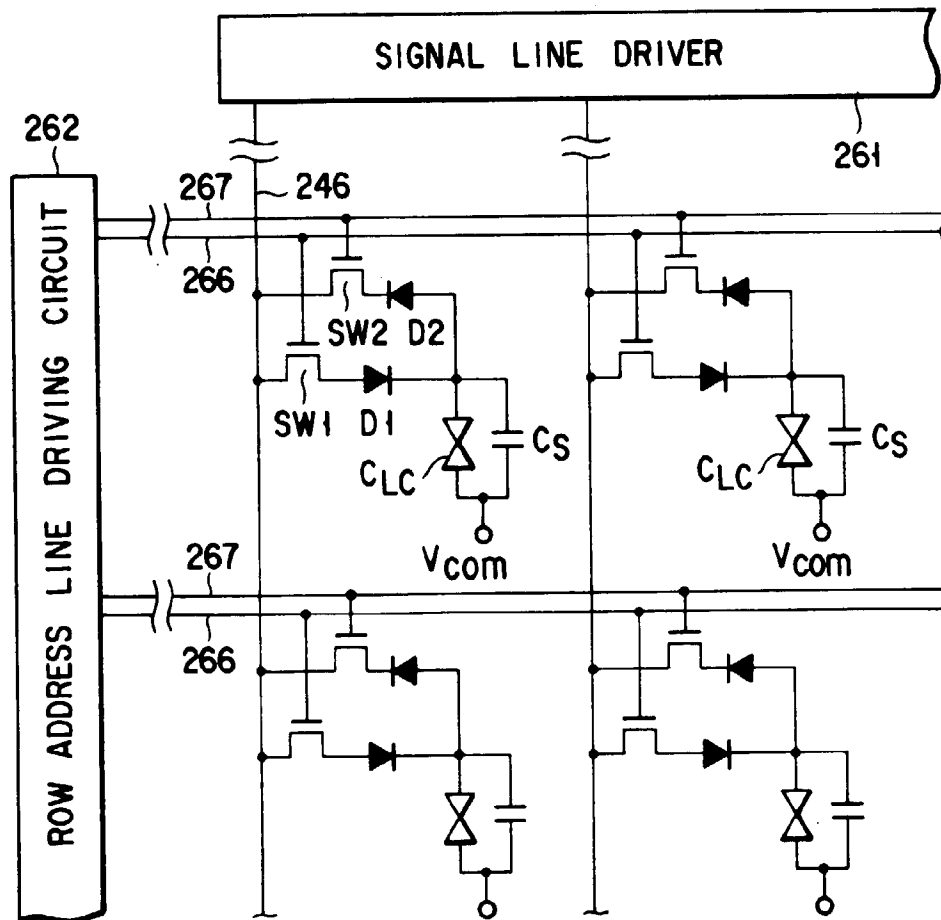 SIGNAL LINE DRIVER
261
262
ROW ADDRESS LINE DRIVING CIRCUIT
246
267
266
SW2 D2
SW1 D1
CLC
CS
Vcom
CLC
CS
Vcom
267
266